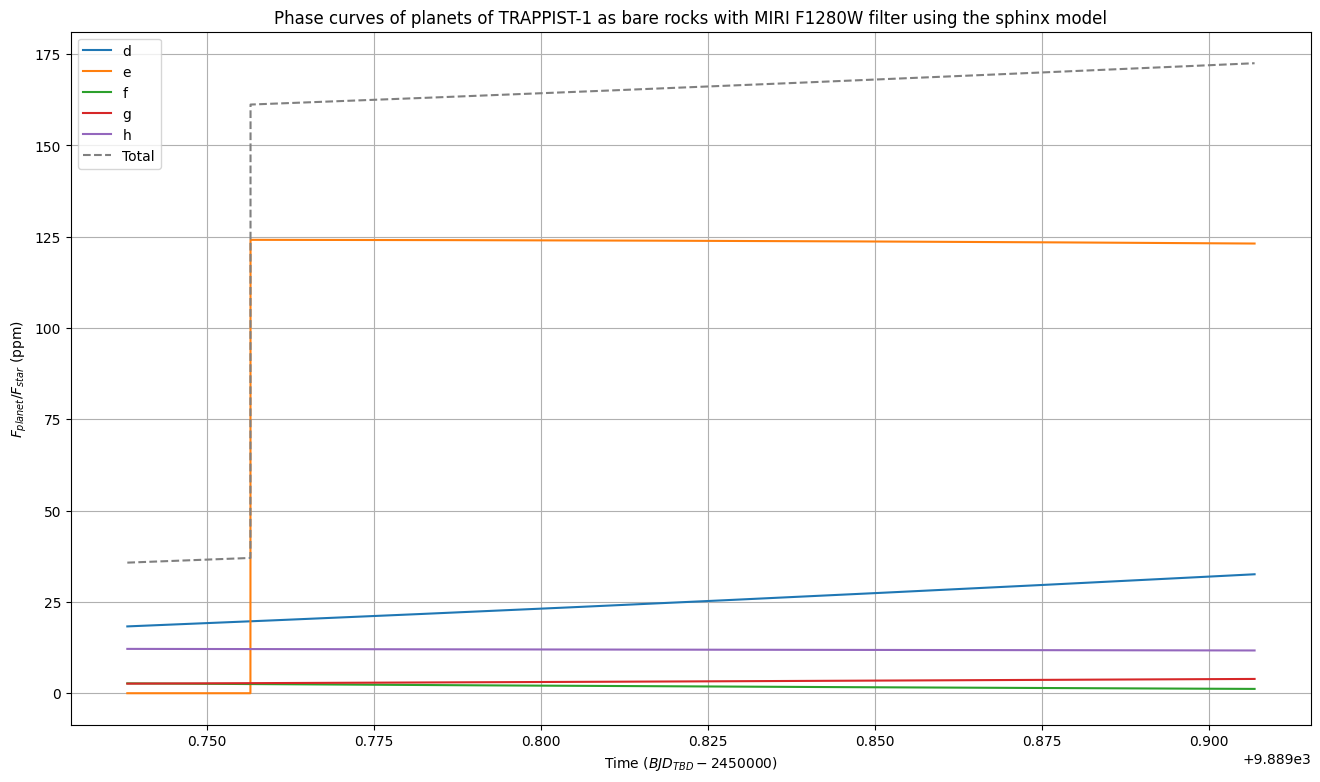 Phase curves of planets of TRAPPIST-1 as bare rocks with MIRI F1280W filter using the sphinx model
d
e
f
g
h
Total
175
150
125
100
75
50
25
0
F_planet/F_star (ppm)
0.750 0.775 0.800 0.825 0.850 0.875 0.900
+9.889e3
Time (BJD_TBD − 2450000)